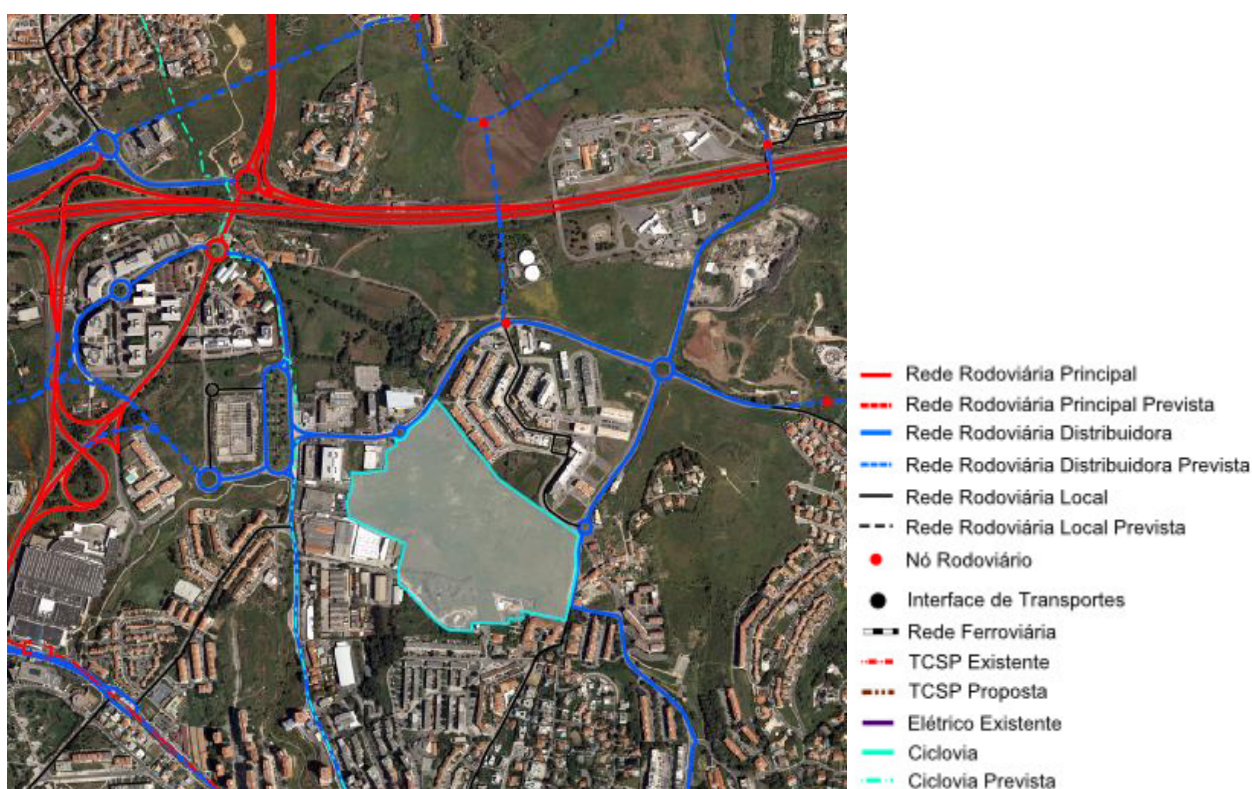 Rede Rodoviária Principal
Rede Rodoviária Principal Prevista
Rede Rodoviária Distribuidora
Rede Rodoviária Distribuidora Prevista
Rede Rodoviária Local
Rede Rodoviária Local Prevista
Nó Rodoviário
Interface de Transportes
Rede Ferroviária
TCSP Existente
TCSP Proposta
Elétrico Existente
Ciclovia
Ciclovia Prevista